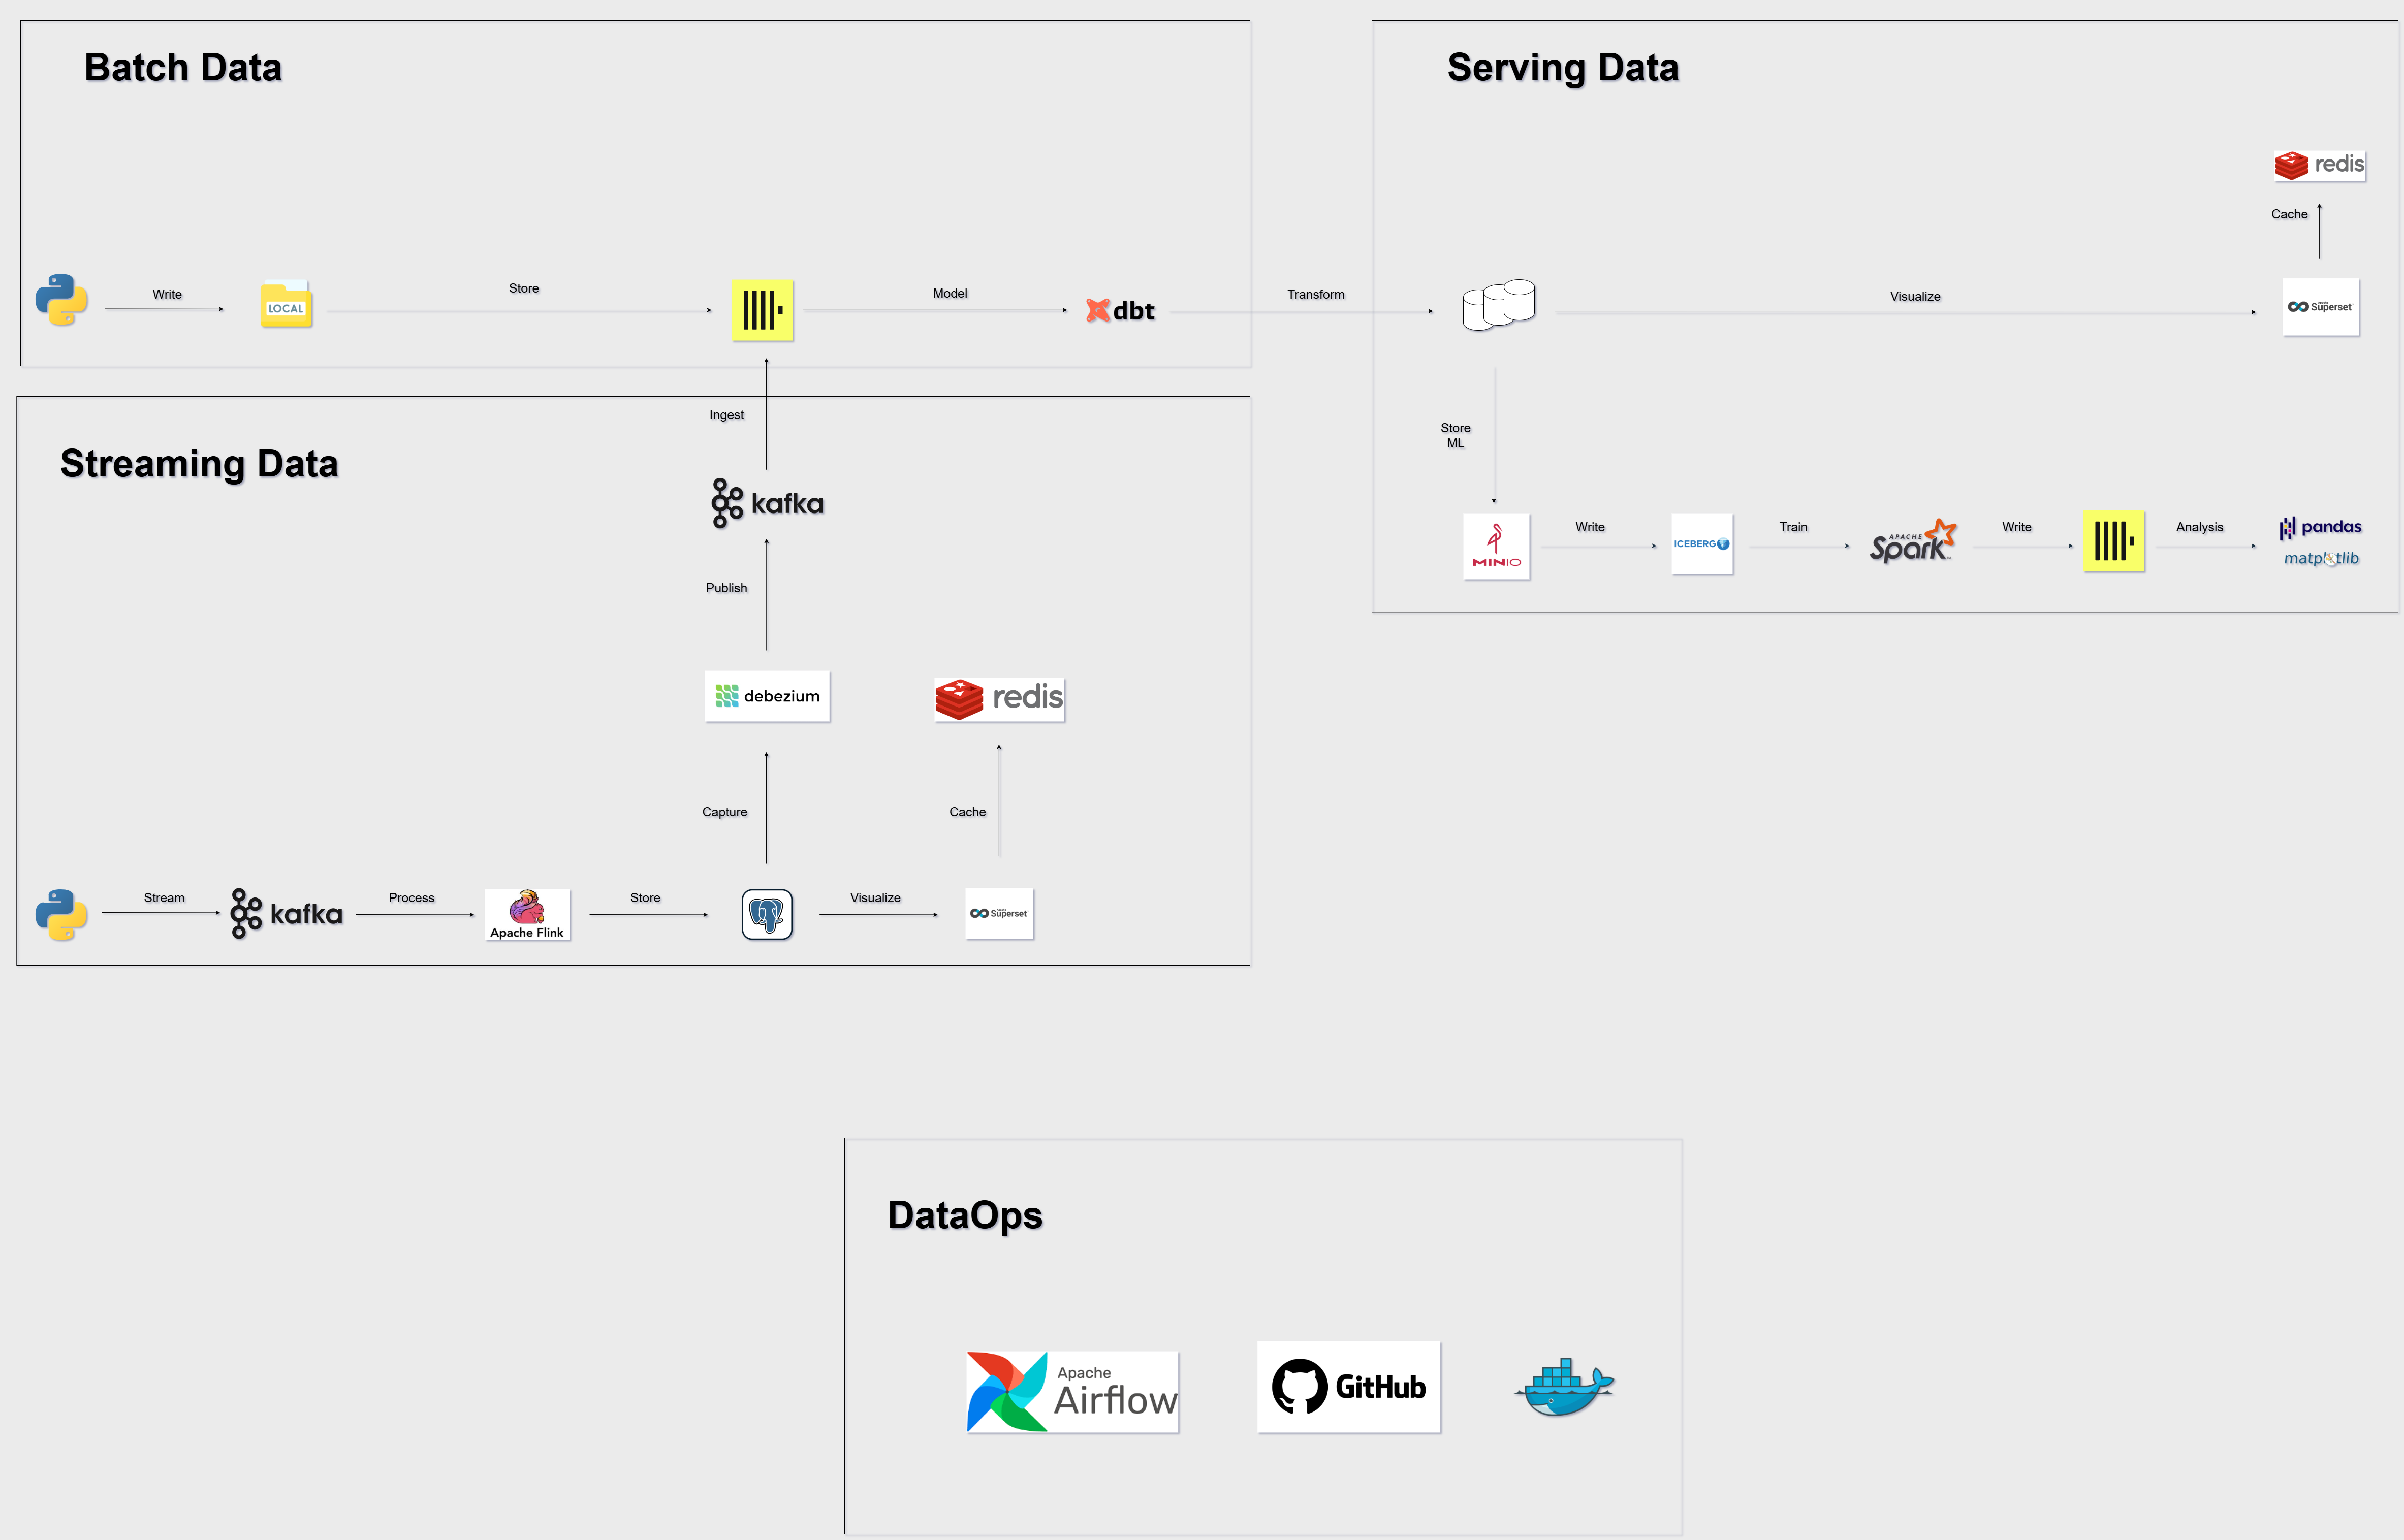 Batch Data
Write
LOCAL
Store
Model
dbt
Transform
Serving Data
redis
Cache
Visualize
Superset
Store
ML
MINIO
Write
ICEBERG
Train
APACHE
Spark
Write
Analysis
pandas
matplotlib
Streaming Data
Ingest
kafka
Publish
debezium
redis
Capture
Cache
Stream
kafka
Process
Apache Flink
Store
Visualize
Superset
DataOps
Apache
Airflow
GitHub